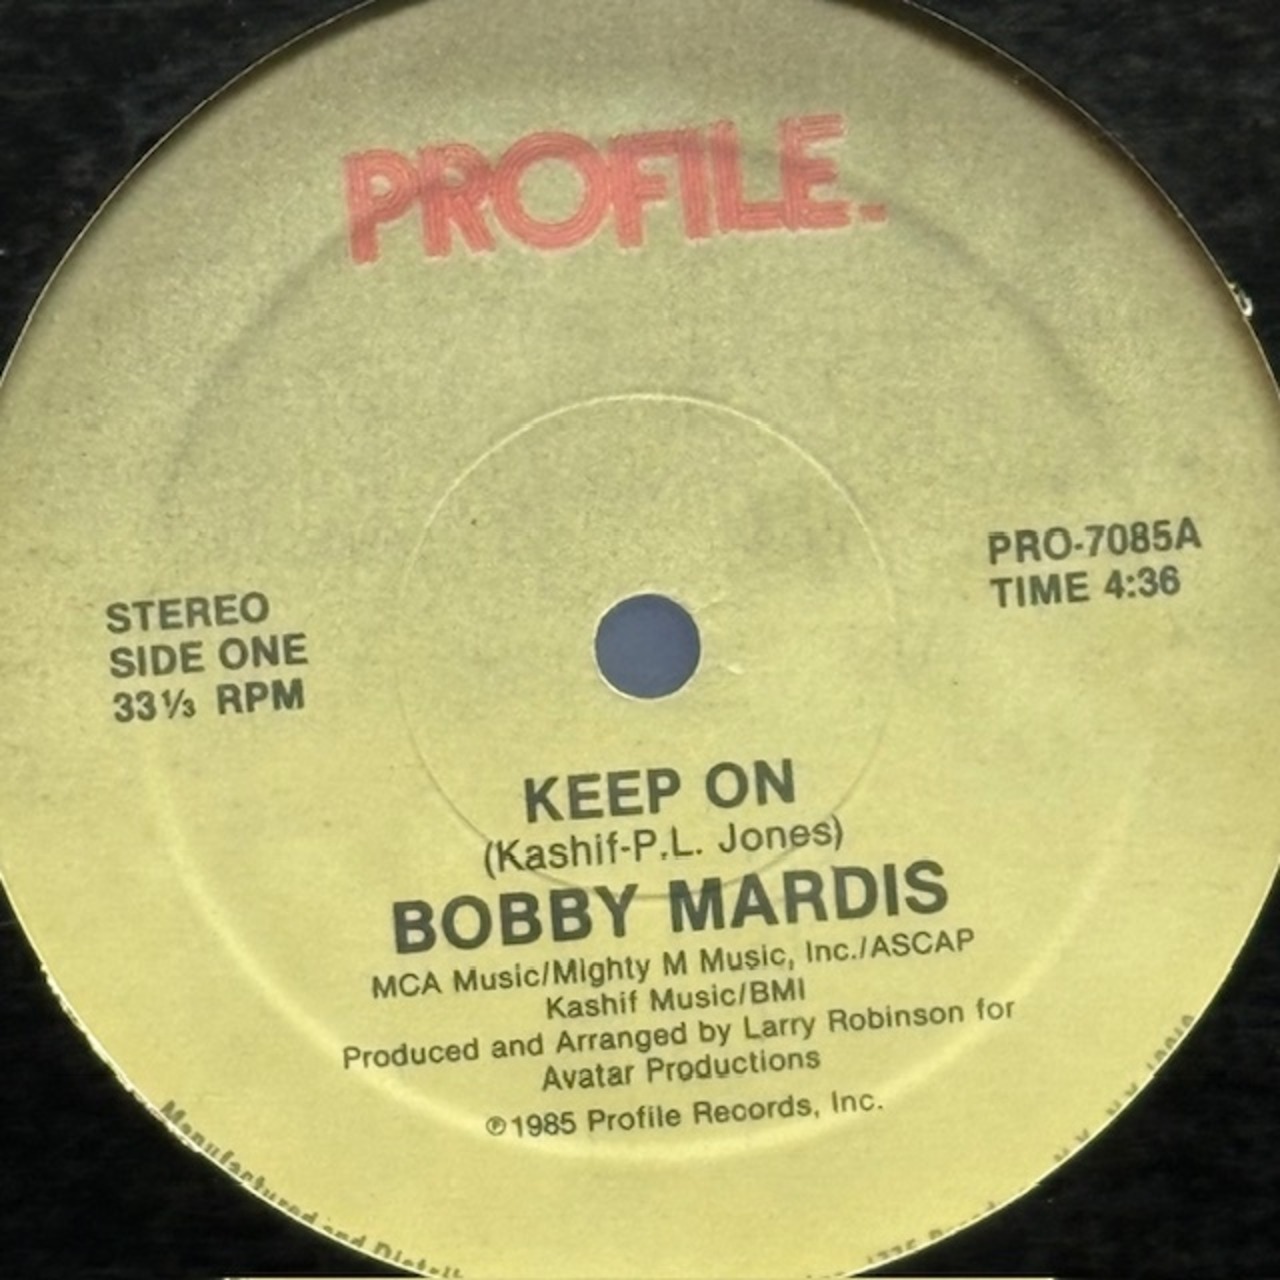 PROFILE.
STEREO
SIDE ONE
33⅓ RPM
PRO-7085A
TIME 4:36
KEEP ON
(Kashif-P.L. Jones)
BOBBY MARDIS
MCA Music/Mighty M Music, Inc./ASCAP
Kashif Music/BMI
Produced and Arranged by Larry Robinson for
Avatar Productions
℗1985 Profile Records, Inc.
Manufactured and